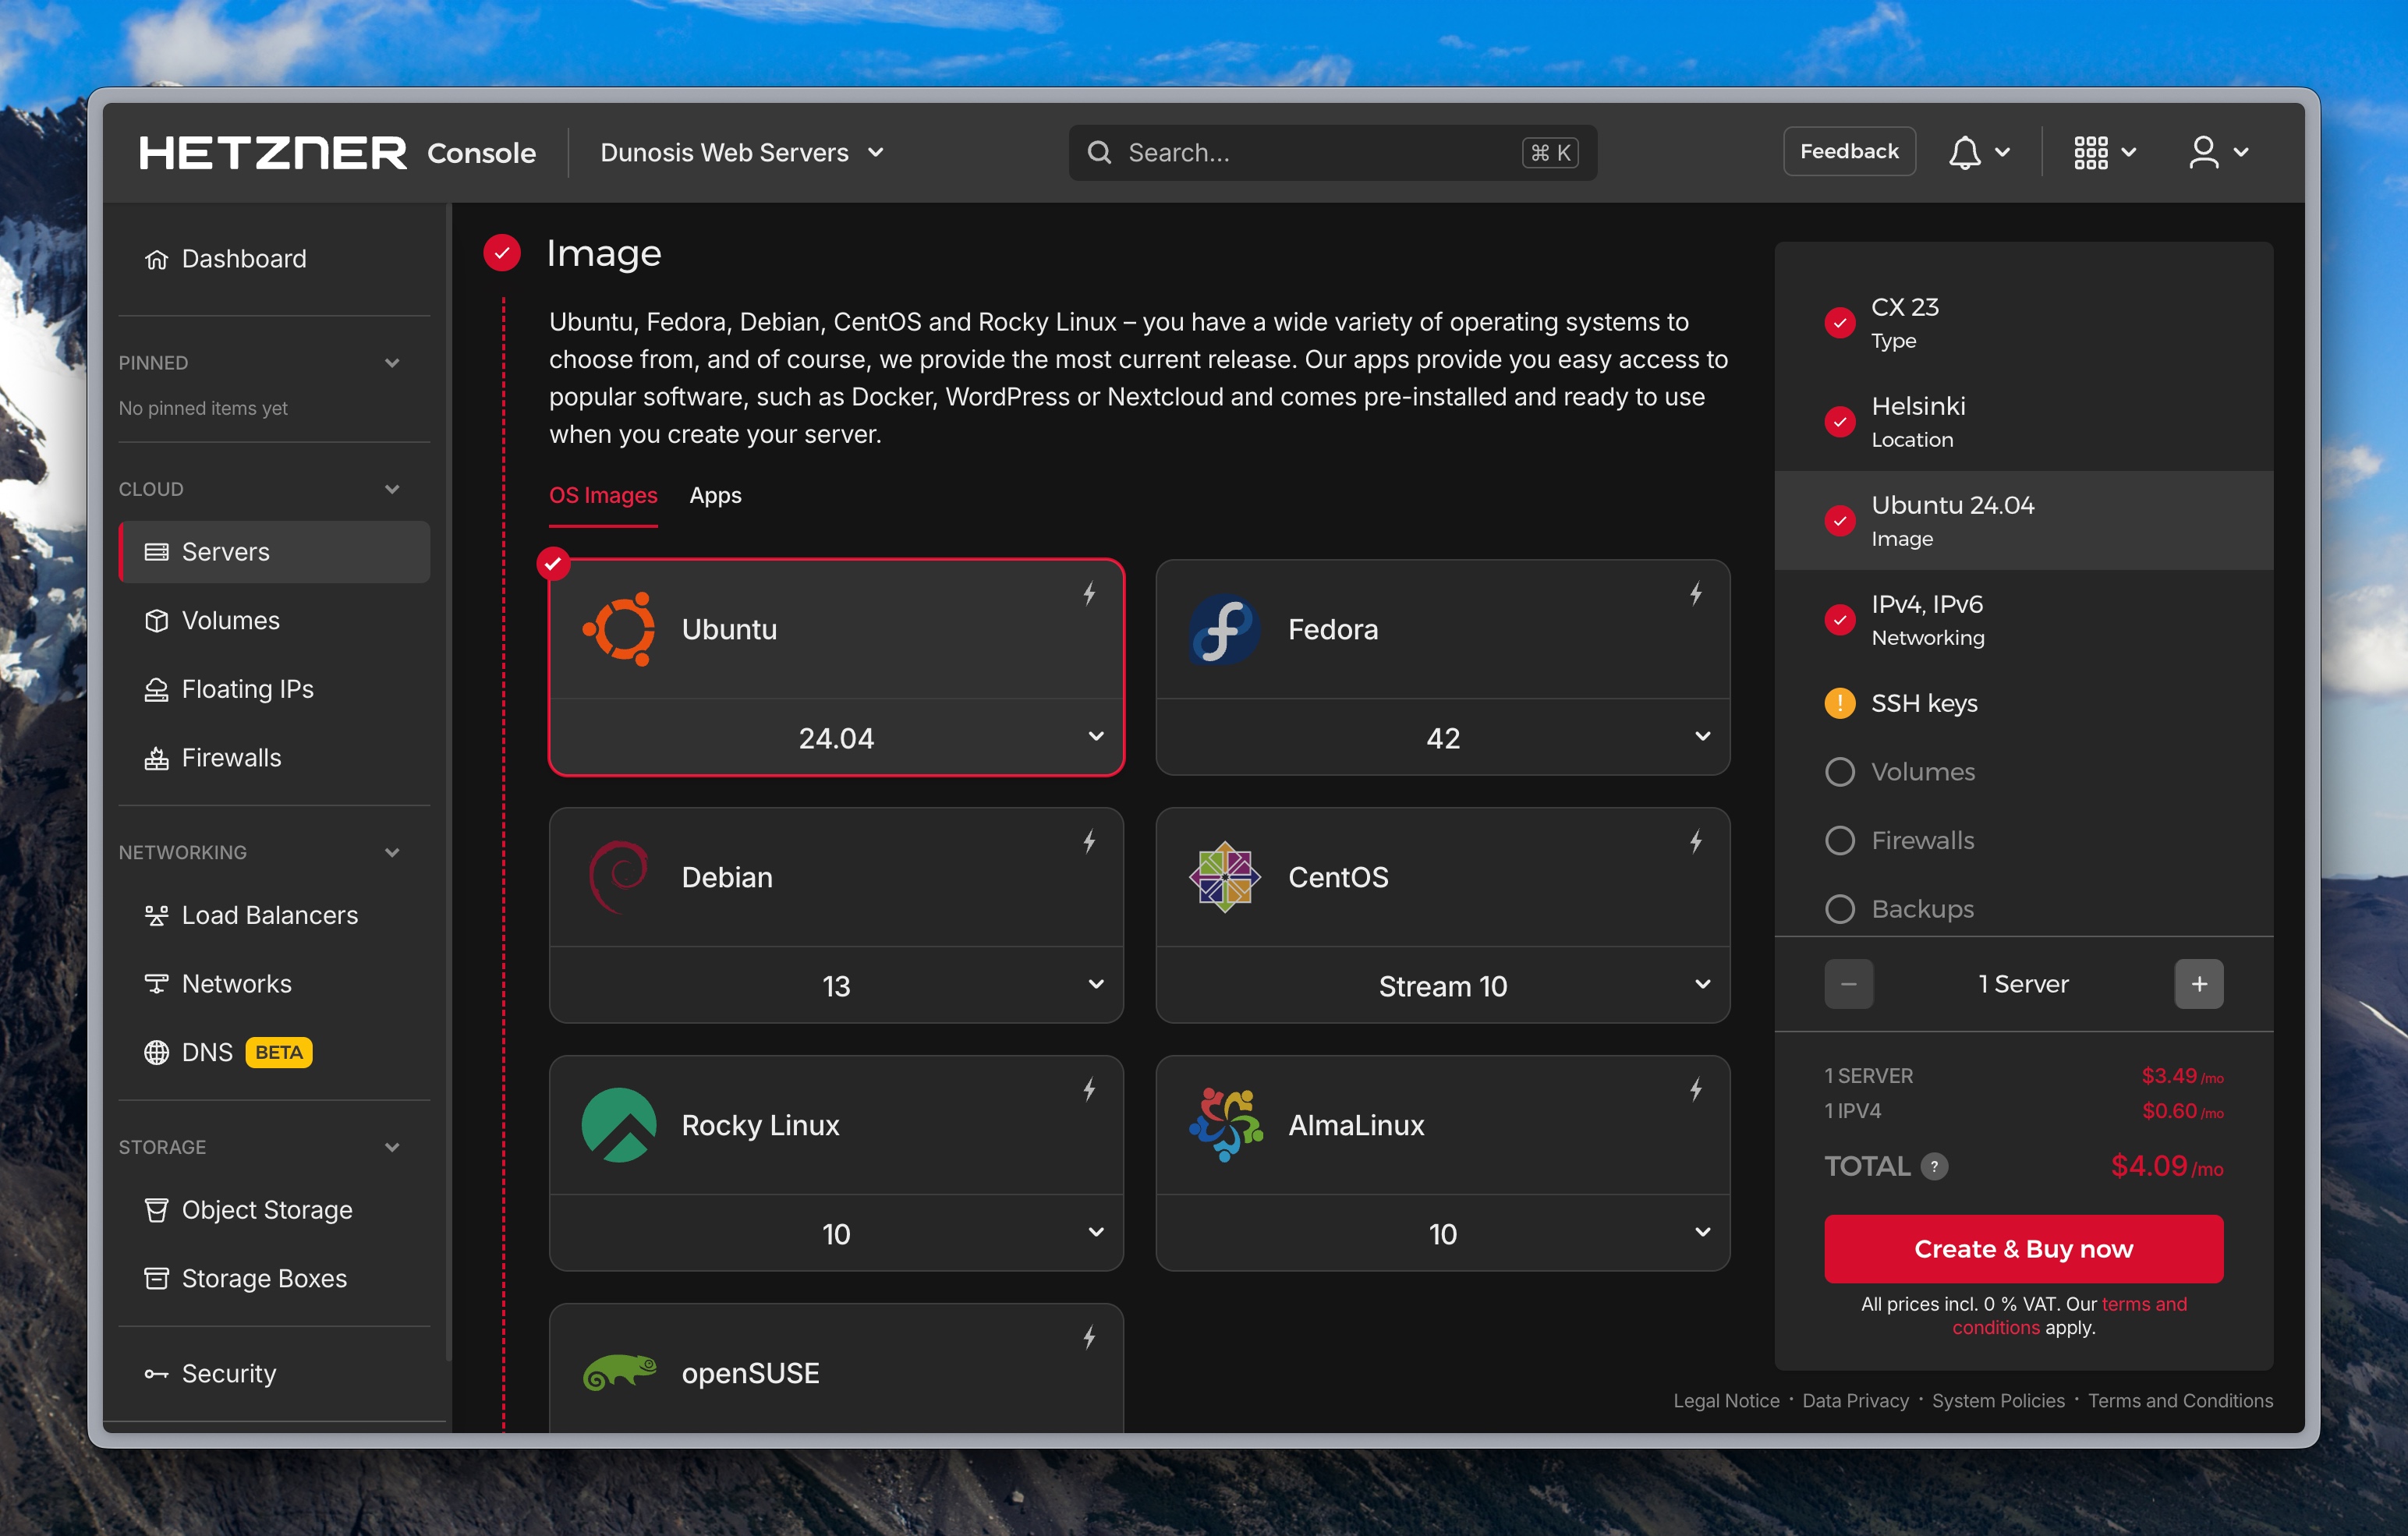 HETZNER Console
Dunosis Web Servers
Search...
⌘ K
Feedback
Dashboard
PINNED
No pinned items yet
CLOUD
Servers
Volumes
Floating IPs
Firewalls
NETWORKING
Load Balancers
Networks
DNS BETA
STORAGE
Object Storage
Storage Boxes
Security
Image
Ubuntu, Fedora, Debian, CentOS and Rocky Linux – you have a wide variety of operating systems to
choose from, and of course, we provide the most current release. Our apps provide you easy access to
popular software, such as Docker, WordPress or Nextcloud and comes pre-installed and ready to use
when you create your server.
OS Images Apps
Ubuntu
24.04
Fedora
42
Debian
13
CentOS
Stream 10
Rocky Linux
10
AlmaLinux
10
openSUSE
CX 23
Type
Helsinki
Location
Ubuntu 24.04
Image
IPv4, IPv6
Networking
! SSH keys
Volumes
Firewalls
Backups
− 1 Server +
1 SERVER $3.49 /mo
1 IPV4 $0.60 /mo
TOTAL ? $4.09 /mo
Create & Buy now
All prices incl. 0 % VAT. Our terms and
conditions apply.
Legal Notice · Data Privacy · System Policies · Terms and Conditions